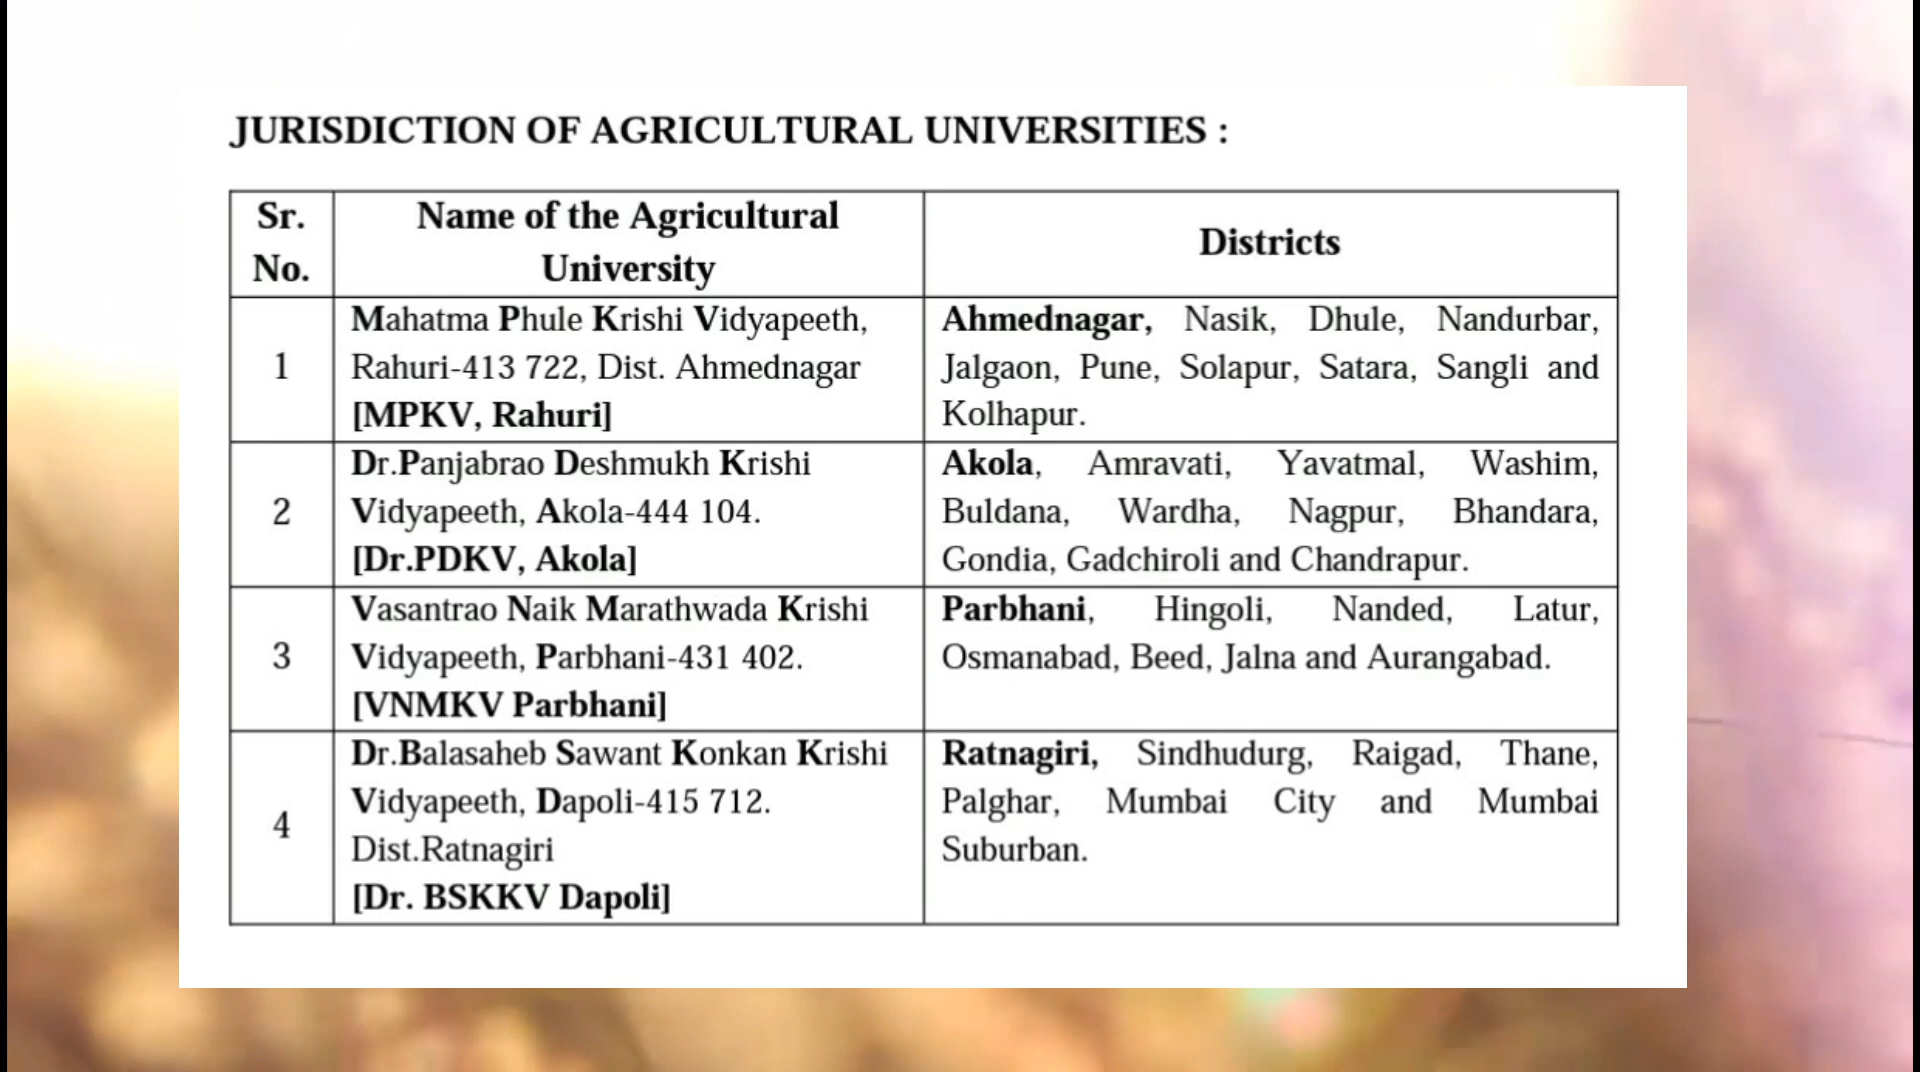 JURISDICTION OF AGRICULTURAL UNIVERSITIES :
Sr.
No.
Name of the Agricultural
University
Districts
1
Mahatma Phule Krishi Vidyapeeth,
Rahuri-413 722, Dist. Ahmednagar
[MPKV, Rahuri]
Ahmednagar, Nasik, Dhule, Nandurbar,
Jalgaon, Pune, Solapur, Satara, Sangli and
Kolhapur.
2
Dr.Panjabrao Deshmukh Krishi
Vidyapeeth, Akola-444 104.
[Dr.PDKV, Akola]
Akola, Amravati, Yavatmal, Washim,
Buldana, Wardha, Nagpur, Bhandara,
Gondia, Gadchiroli and Chandrapur.
3
Vasantrao Naik Marathwada Krishi
Vidyapeeth, Parbhani-431 402.
[VNMKV Parbhani]
Parbhani, Hingoli, Nanded, Latur,
Osmanabad, Beed, Jalna and Aurangabad.
4
Dr.Balasaheb Sawant Konkan Krishi
Vidyapeeth, Dapoli-415 712.
Dist.Ratnagiri
[Dr. BSKKV Dapoli]
Ratnagiri, Sindhudurg, Raigad, Thane,
Palghar, Mumbai City and Mumbai
Suburban.